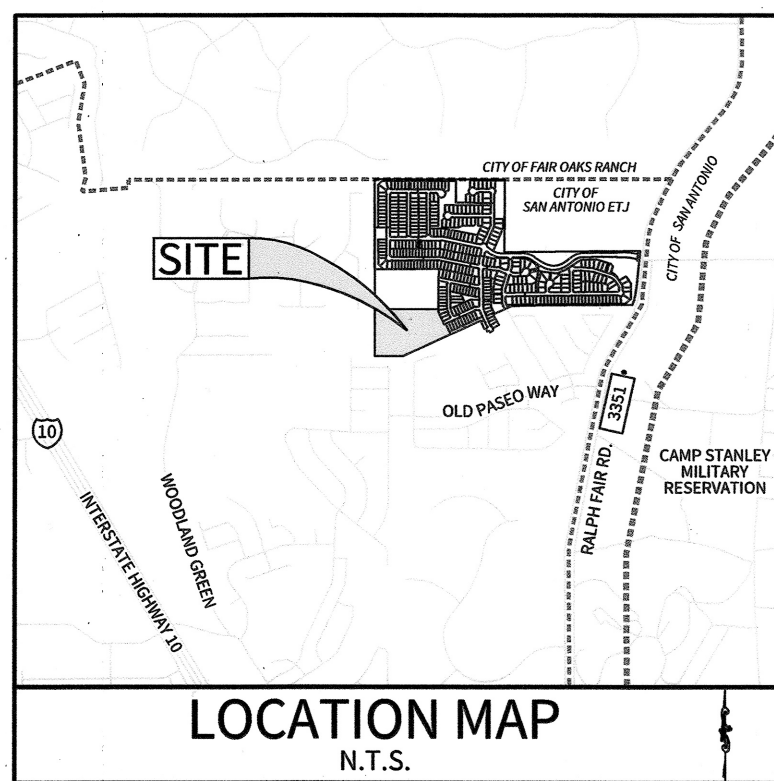 CITY OF FAIR OAKS RANCH
CITY OF
SAN ANTONIO ETJ
CITY OF SAN ANTONIO
SITE
OLD PASEO WAY
3351
RALPH FAIR RD.
CAMP STANLEY
MILITARY
RESERVATION
10
INTERSTATE HIGHWAY 10
WOODLAND GREEN
LOCATION MAP
N.T.S.